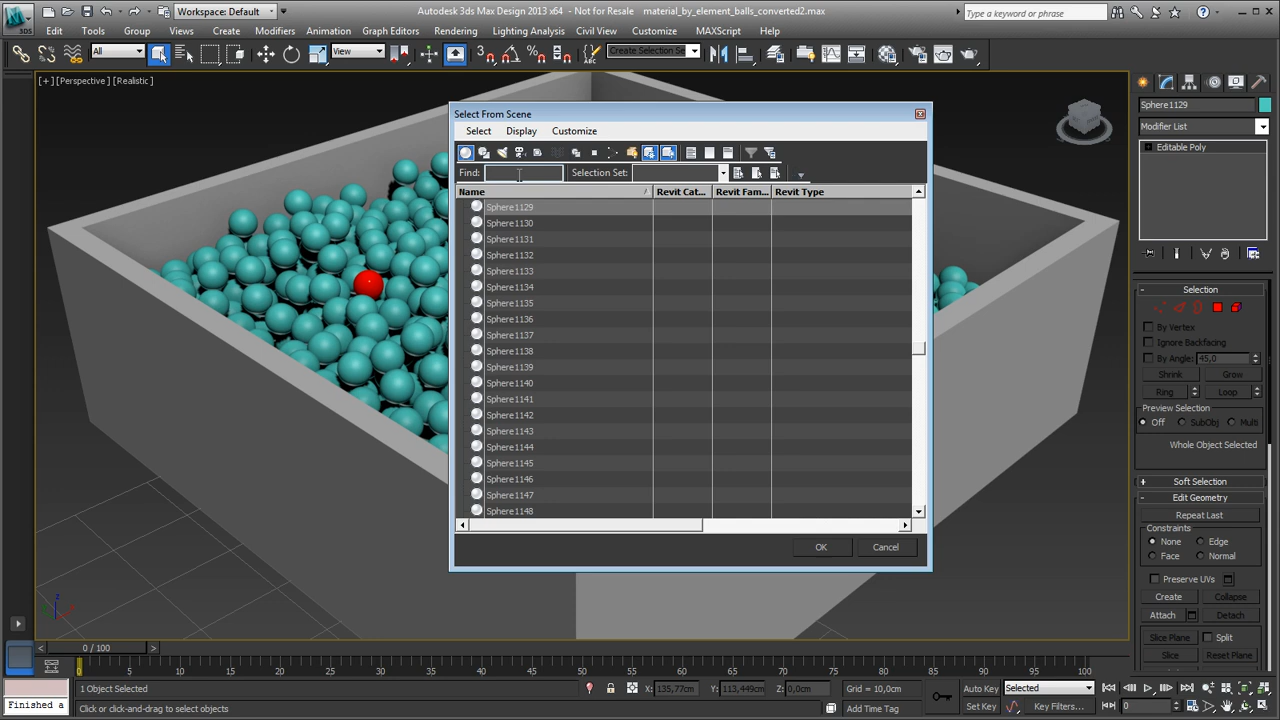 Workspace: Default
Autodesk 3ds Max Design 2013 x64 - Not for Resale material_by_element_balls_converted2.max
Type a keyword or phrase
3DS
Edit Tools Group Views Create Modifiers Animation Graph Editors Rendering Lighting Analysis Civil View Customize MAXScript Help
All View Create Selection Se
[+] [Perspective] [Realistic]
Select From Scene
Select Display Customize
Find: Selection Set:
Name Revit Cat... Revit Fam... Revit Type
Sphere1129
Sphere1130
Sphere1131
Sphere1132
Sphere1133
Sphere1134
Sphere1135
Sphere1136
Sphere1137
Sphere1138
Sphere1139
Sphere1140
Sphere1141
Sphere1142
Sphere1143
Sphere1144
Sphere1145
Sphere1146
Sphere1147
Sphere1148
OK Cancel
Sphere1129
Modifier List
Editable Poly
Selection
By Vertex
Ignore Backfacing
By Angle: 45,0
Shrink Grow
Ring Loop
Preview Selection
Off SubObj Multi
Whole Object Selected
Soft Selection
Edit Geometry
Repeat Last
Constraints
None Edge
Face Normal
Preserve UVs
Create Collapse
Attach Detach
Slice Plane Split
Slice Reset Plane
z
0 / 100
0 5 10 15 20 25 30 35 40 45 50 55 60 65 70 75 80 85 90 95 100
1 Object Selected X: 135,77cm Y: 113,449cm Z: 0,0cm Grid = 10,0cm Auto Key Selected
Finished a Click or click-and-drag to select objects Add Time Tag Set Key Key Filters... 0